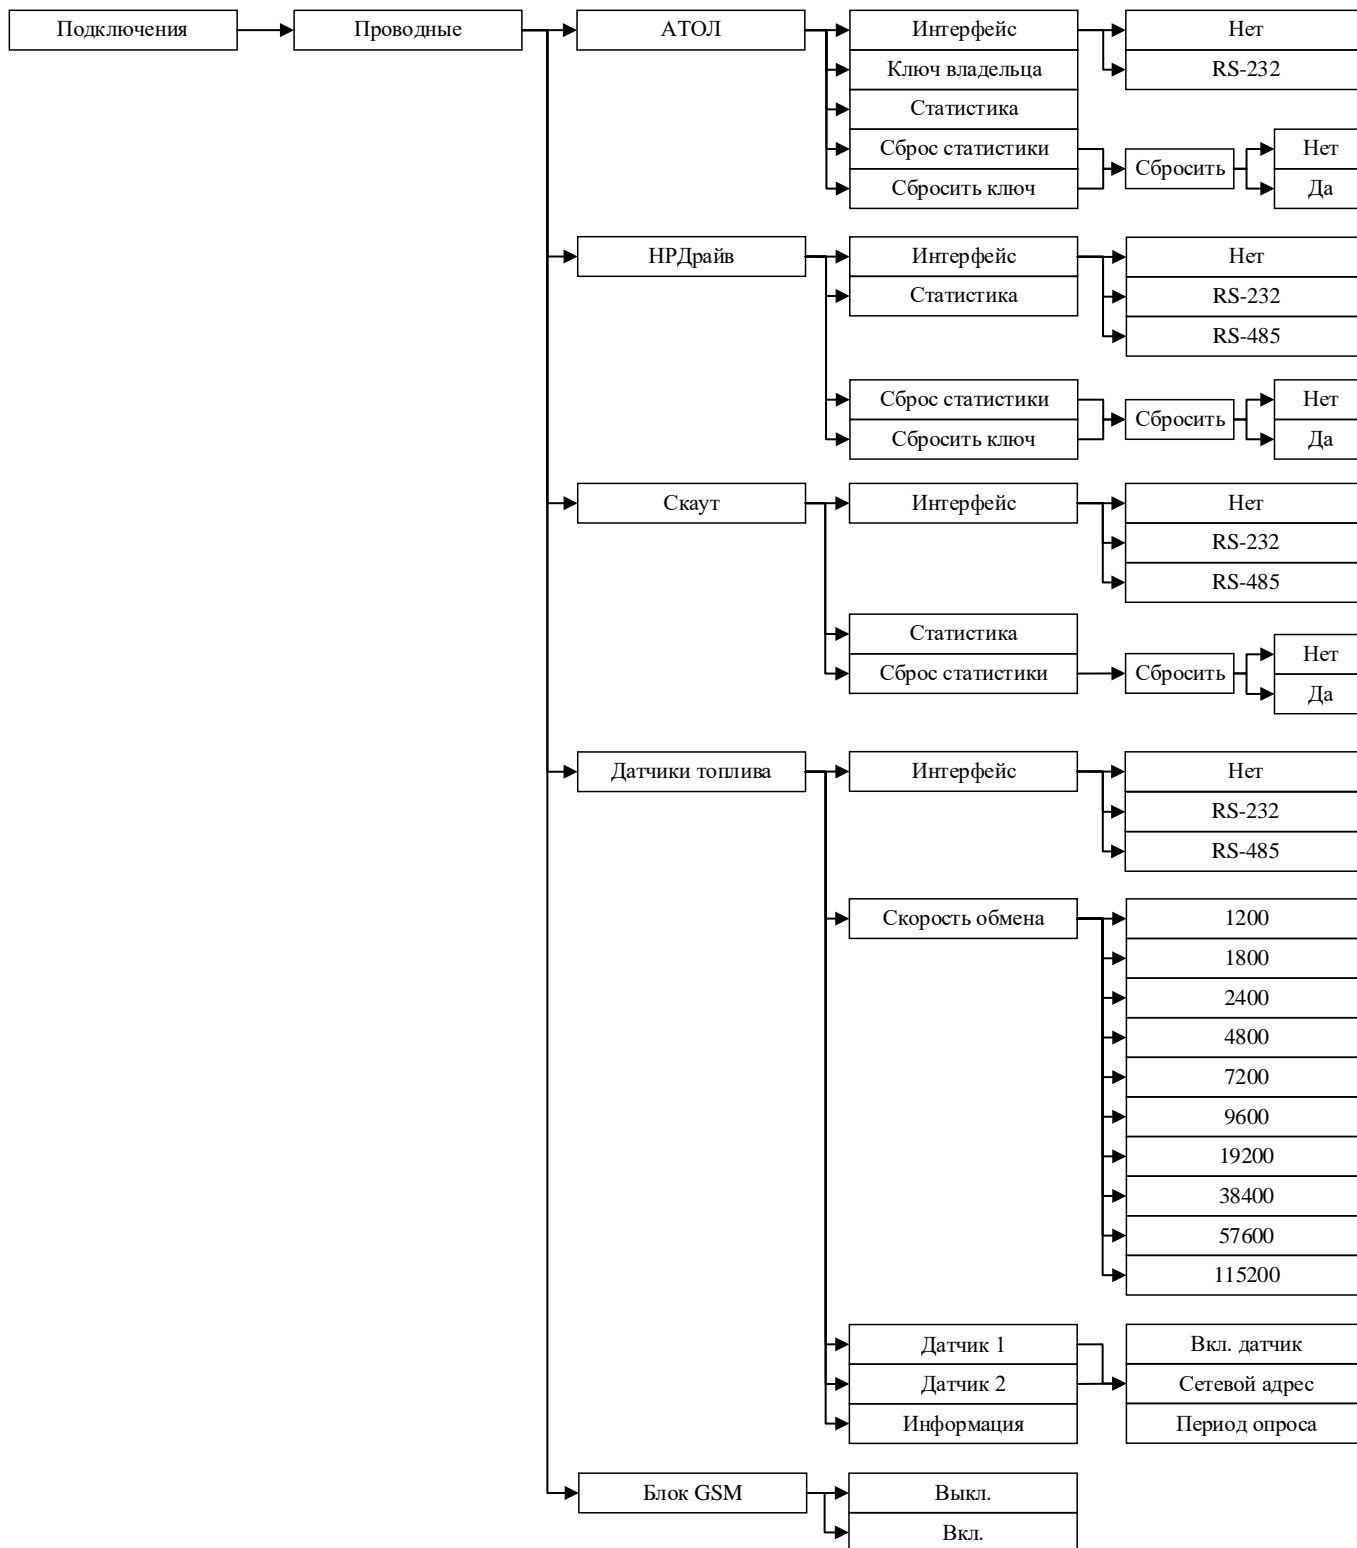 Подключения
Проводные
АТОЛ
Интерфейс
Нет
RS-232
Ключ владельца
Статистика
Сброс статистики
Сбросить ключ
Сбросить
Нет
Да
НРДрайв
Интерфейс
Нет
Статистика
RS-232
RS-485
Сброс статистики
Сбросить ключ
Сбросить
Нет
Да
Скаут
Интерфейс
Нет
RS-232
RS-485
Статистика
Сброс статистики
Сбросить
Нет
Да
Датчики топлива
Интерфейс
Нет
RS-232
RS-485
Скорость обмена
1200
1800
2400
4800
7200
9600
19200
38400
57600
115200
Датчик 1
Датчик 2
Информация
Вкл. датчик
Сетевой адрес
Период опроса
Блок GSM
Выкл.
Вкл.